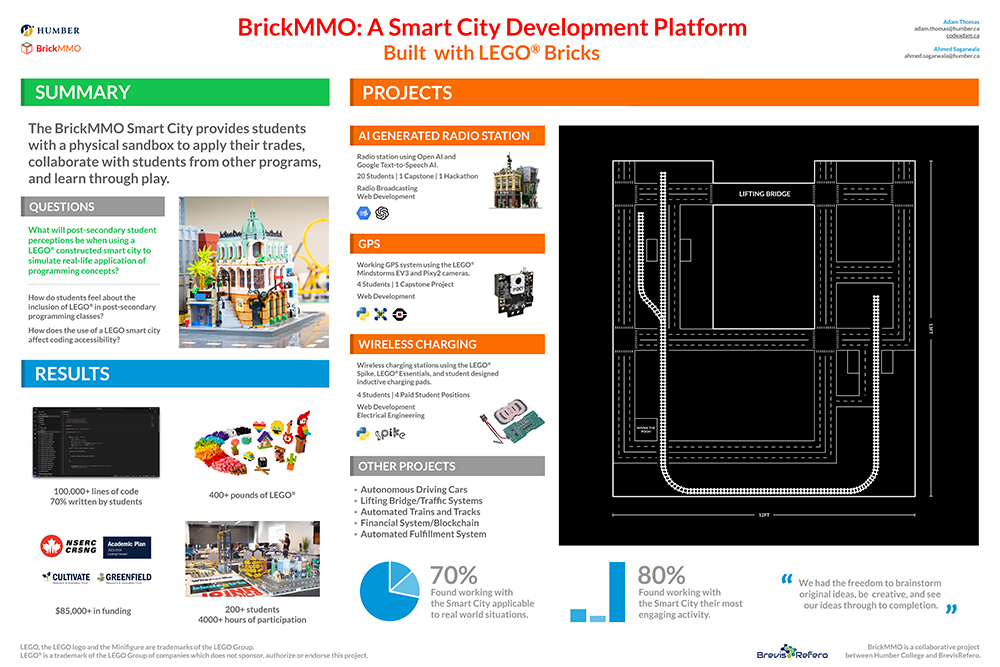 HUMBER
BrickMMO
BrickMMO: A Smart City Development Platform
Built with LEGO® Bricks
Adam Thomas
adam.thomas@humber.ca
codeadam.ca
Ahmed Sagarwala
ahmed.sagarwala@humber.ca
SUMMARY
The BrickMMO Smart City provides students
with a physical sandbox to apply their trades,
collaborate with students from other programs,
and learn through play.
QUESTIONS
What will post-secondary student
perceptions be when using a
LEGO® constructed smart city to
simulate real-life application of
programming concepts?
How do students feel about the
inclusion of LEGO® in post-secondary
programming classes?
How does the use of a LEGO smart city
affect coding accessibility?
RESULTS
100,000+ lines of code
70% written by students
400+ pounds of LEGO®
NSERC
CRSNG
Academic Plan
CULTIVATE
GREENFIELD
$85,000+ in funding
200+ students
4000+ hours of participation
PROJECTS
AI GENERATED RADIO STATION
Radio station using Open AI and
Google Text-to-Speech AI.
20 Students | 1 Capstone | 1 Hackathon
Radio Broadcasting
Web Development
GPS
Working GPS system using the LEGO®
Mindstorms EV3 and Pixy2 cameras.
4 Students | 1 Capstone Project
Web Development
WIRELESS CHARGING
Wireless charging stations using the LEGO®
Spike, LEGO® Essentials, and student designed
inductive charging pads.
4 Students | 4 Paid Student Positions
Web Development
Electrical Engineering
spike
OTHER PROJECTS
• Autonomous Driving Cars
• Lifting Bridge/Traffic Systems
• Automated Trains and Tracks
• Financial System/Blockchain
• Automated Fulfillment System
LIFTING BRIDGE
13FT
WINNIE THE
POOH
12FT
70%
Found working with
the Smart City applicable
to real world situations.
80%
Found working with
the Smart City their most
engaging activity.
“ We had the freedom to brainstorm
original ideas, be creative, and see
our ideas through to completion. ”
LEGO, the LEGO logo and the Minifigure are trademarks of the LEGO Group.
LEGO® is a trademark of the LEGO Group of companies which does not sponsor, authorize or endorse this project.
BrevisRefero
BrickMMO is a collaborative project
between Humber College and BrevisRefero.